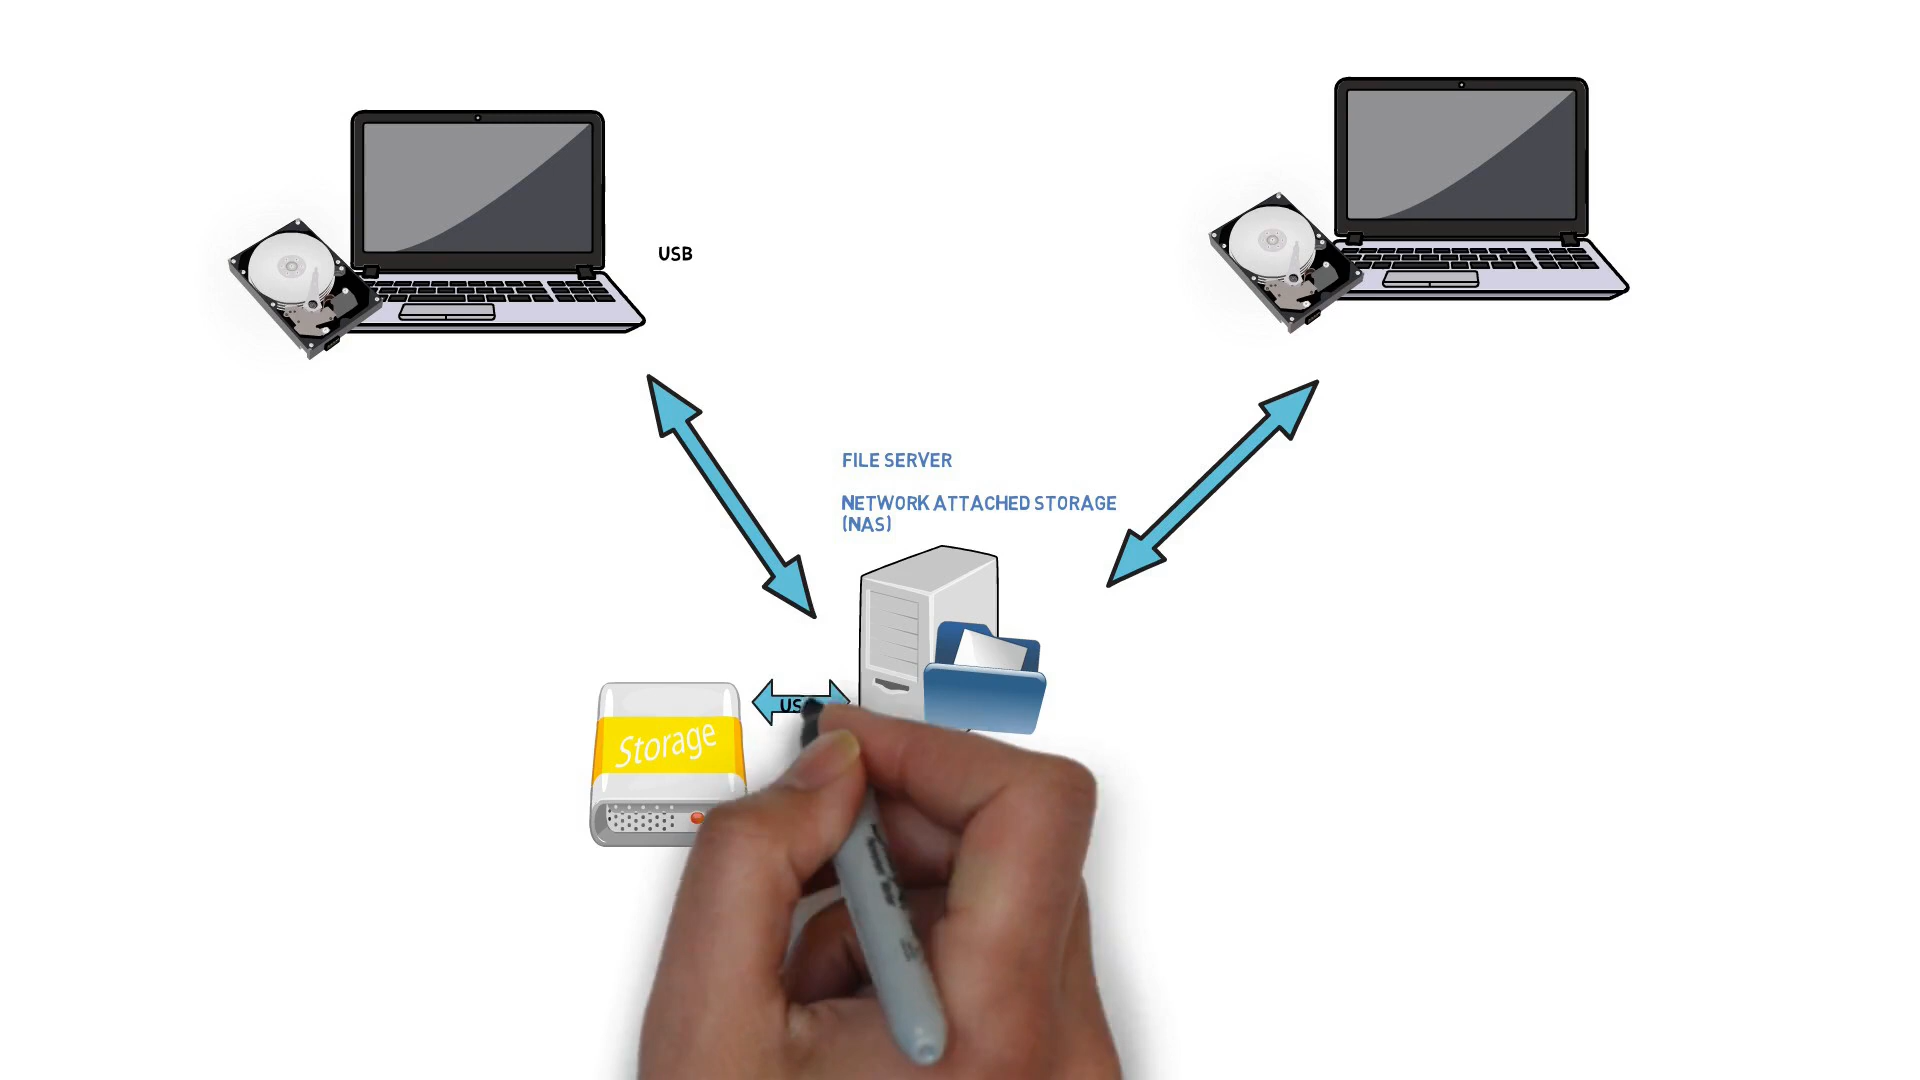 USB
FILE SERVER
NETWORK ATTACHED STORAGE
(NAS)
Storage